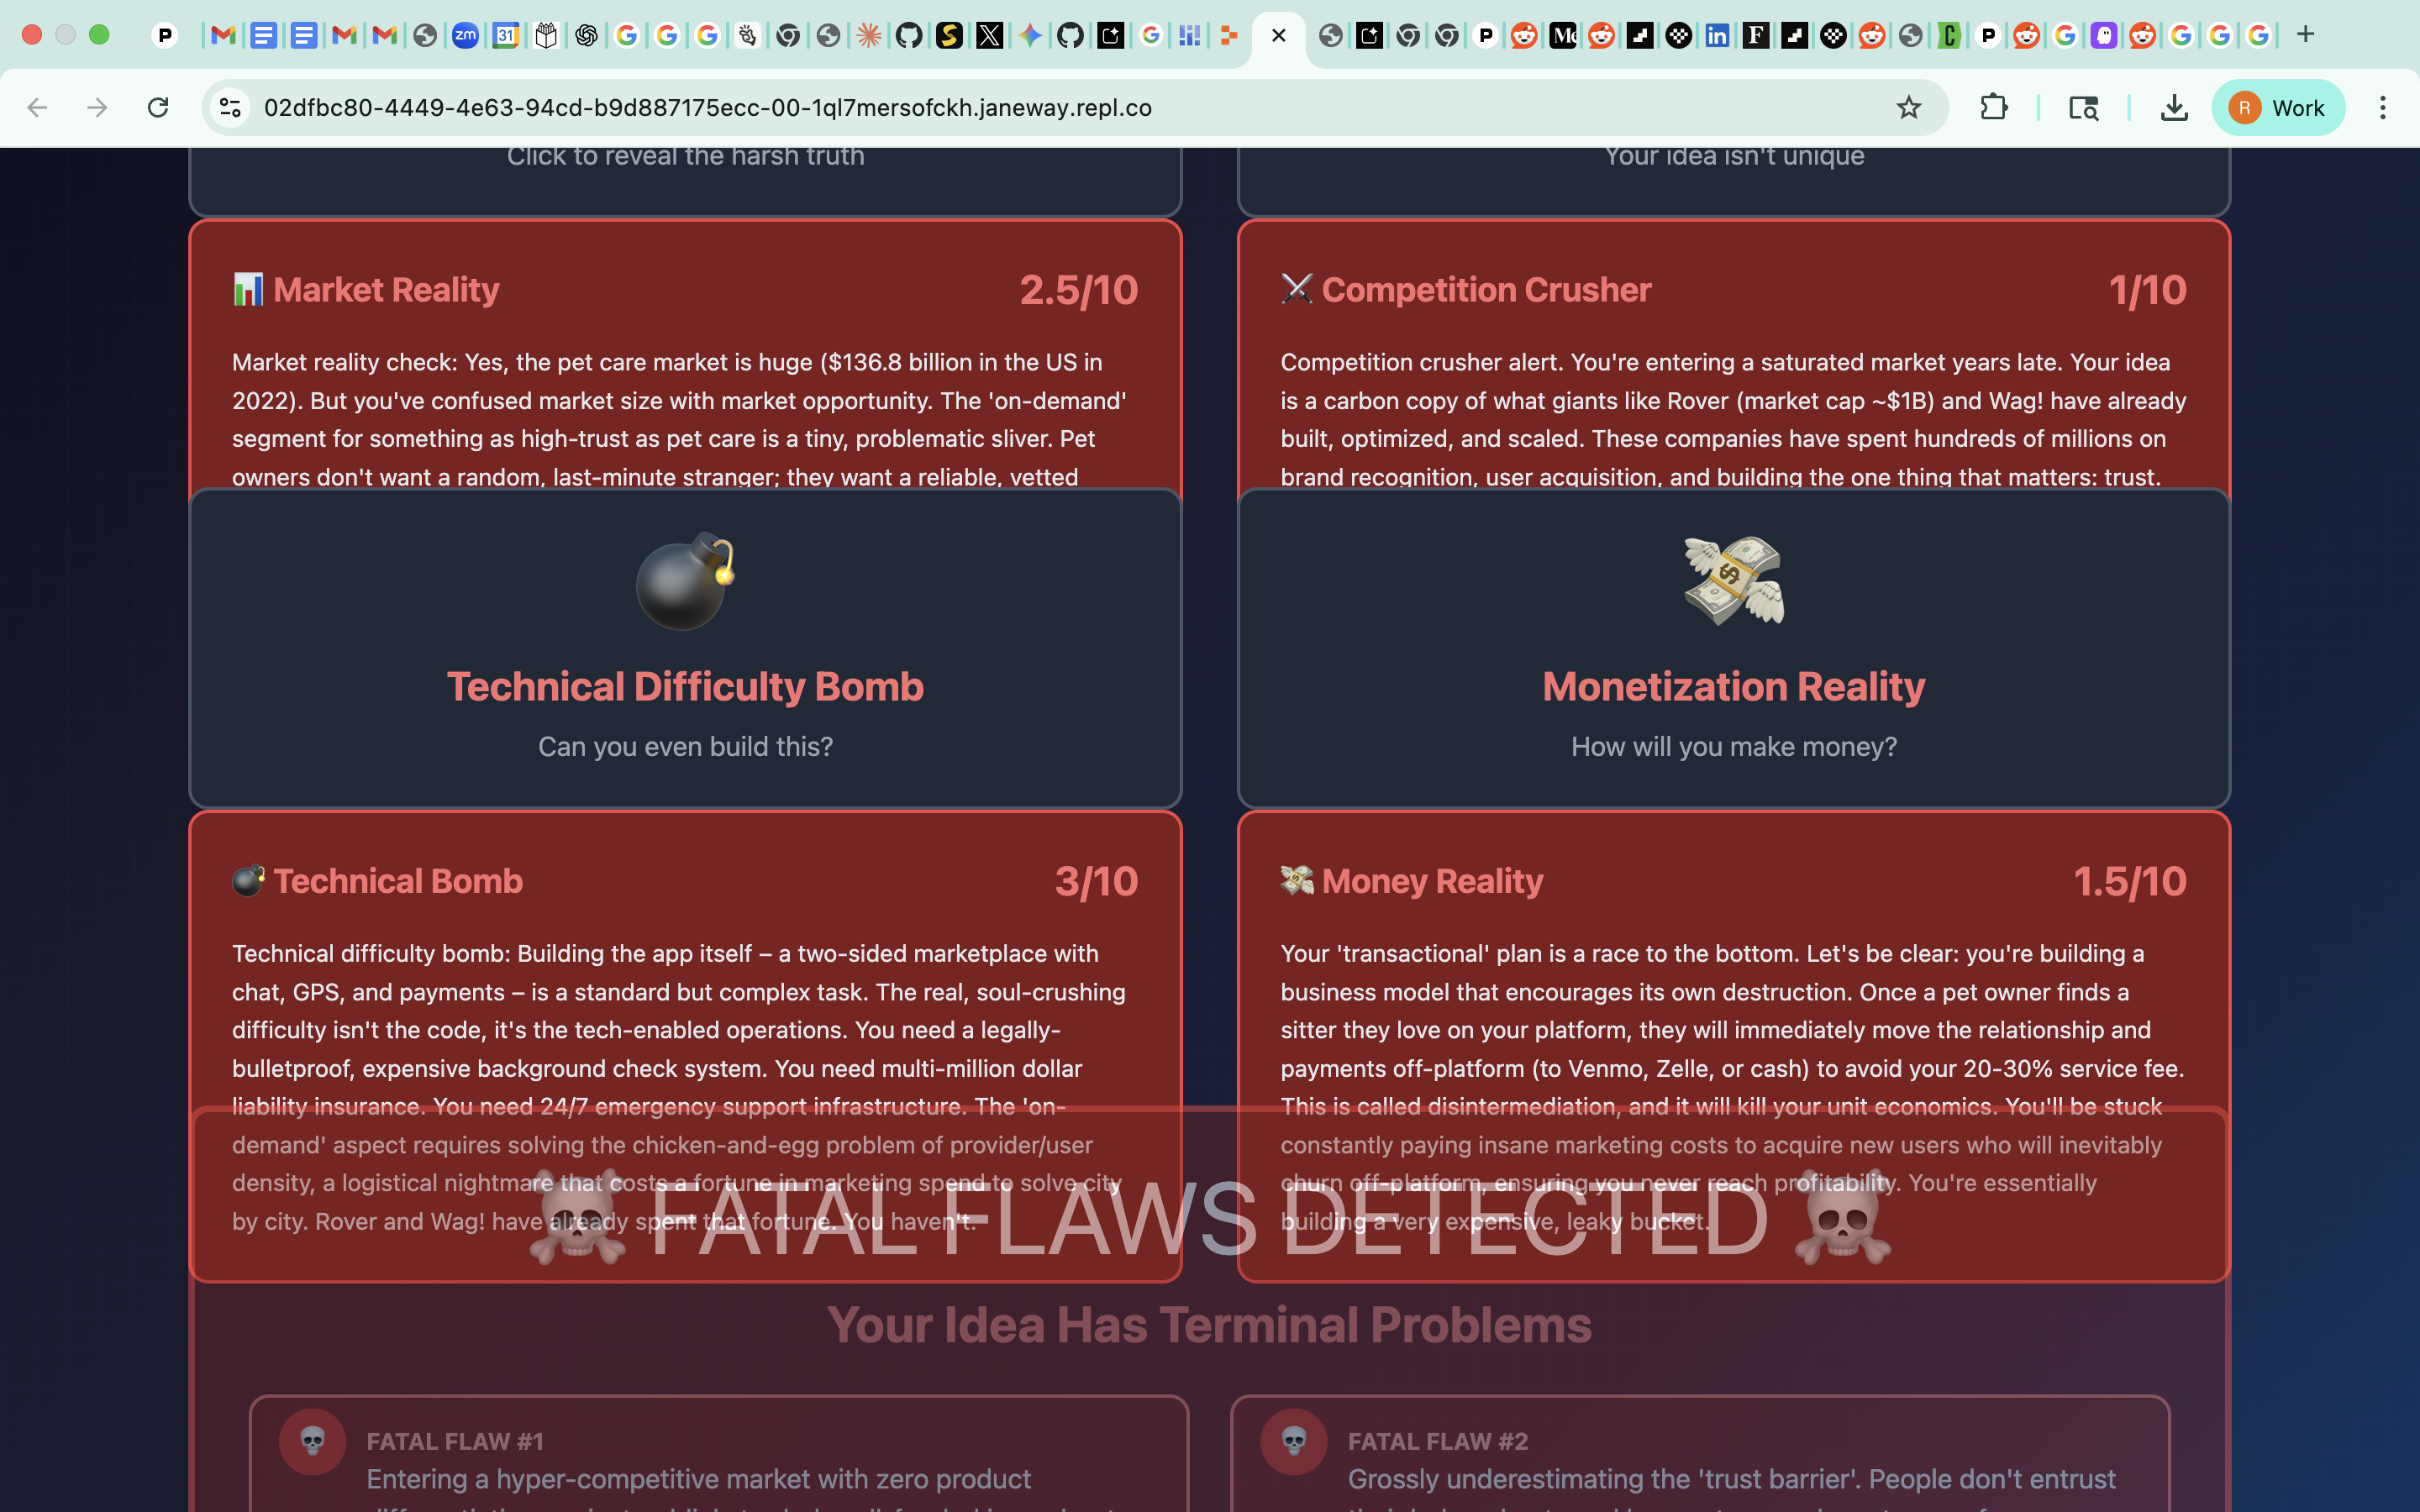 02dfbc80-4449-4e63-94cd-b9d887175ecc-00-1ql7mersofckh.janeway.repl.co
R Work
Click to reveal the harsh truth
Your idea isn't unique
Market Reality
2.5/10
Market reality check: Yes, the pet care market is huge ($136.8 billion in the US in
2022). But you've confused market size with market opportunity. The 'on-demand'
segment for something as high-trust as pet care is a tiny, problematic sliver. Pet
owners don't want a random, last-minute stranger; they want a reliable, vetted
Competition Crusher
1/10
Competition crusher alert. You're entering a saturated market years late. Your idea
is a carbon copy of what giants like Rover (market cap ~$1B) and Wag! have already
built, optimized, and scaled. These companies have spent hundreds of millions on
brand recognition, user acquisition, and building the one thing that matters: trust.
Technical Difficulty Bomb
Can you even build this?
Monetization Reality
How will you make money?
Technical Bomb
3/10
Technical difficulty bomb: Building the app itself – a two-sided marketplace with
chat, GPS, and payments – is a standard but complex task. The real, soul-crushing
difficulty isn't the code, it's the tech-enabled operations. You need a legally-
bulletproof, expensive background check system. You need multi-million dollar
liability insurance. You need 24/7 emergency support infrastructure. The 'on-
demand' aspect requires solving the chicken-and-egg problem of provider/user
density, a logistical nightmare that costs a fortune in marketing spend to solve city
by city. Rover and Wag! have already spent that fortune. You haven't.
Money Reality
1.5/10
Your 'transactional' plan is a race to the bottom. Let's be clear: you're building a
business model that encourages its own destruction. Once a pet owner finds a
sitter they love on your platform, they will immediately move the relationship and
payments off-platform (to Venmo, Zelle, or cash) to avoid your 20-30% service fee.
This is called disintermediation, and it will kill your unit economics. You'll be stuck
constantly paying insane marketing costs to acquire new users who will inevitably
churn off-platform, ensuring you never reach profitability. You're essentially
building a very expensive, leaky bucket.
FATAL FLAWS DETECTED
Your Idea Has Terminal Problems
FATAL FLAW #1
Entering a hyper-competitive market with zero product
FATAL FLAW #2
Grossly underestimating the 'trust barrier'. People don't entrust